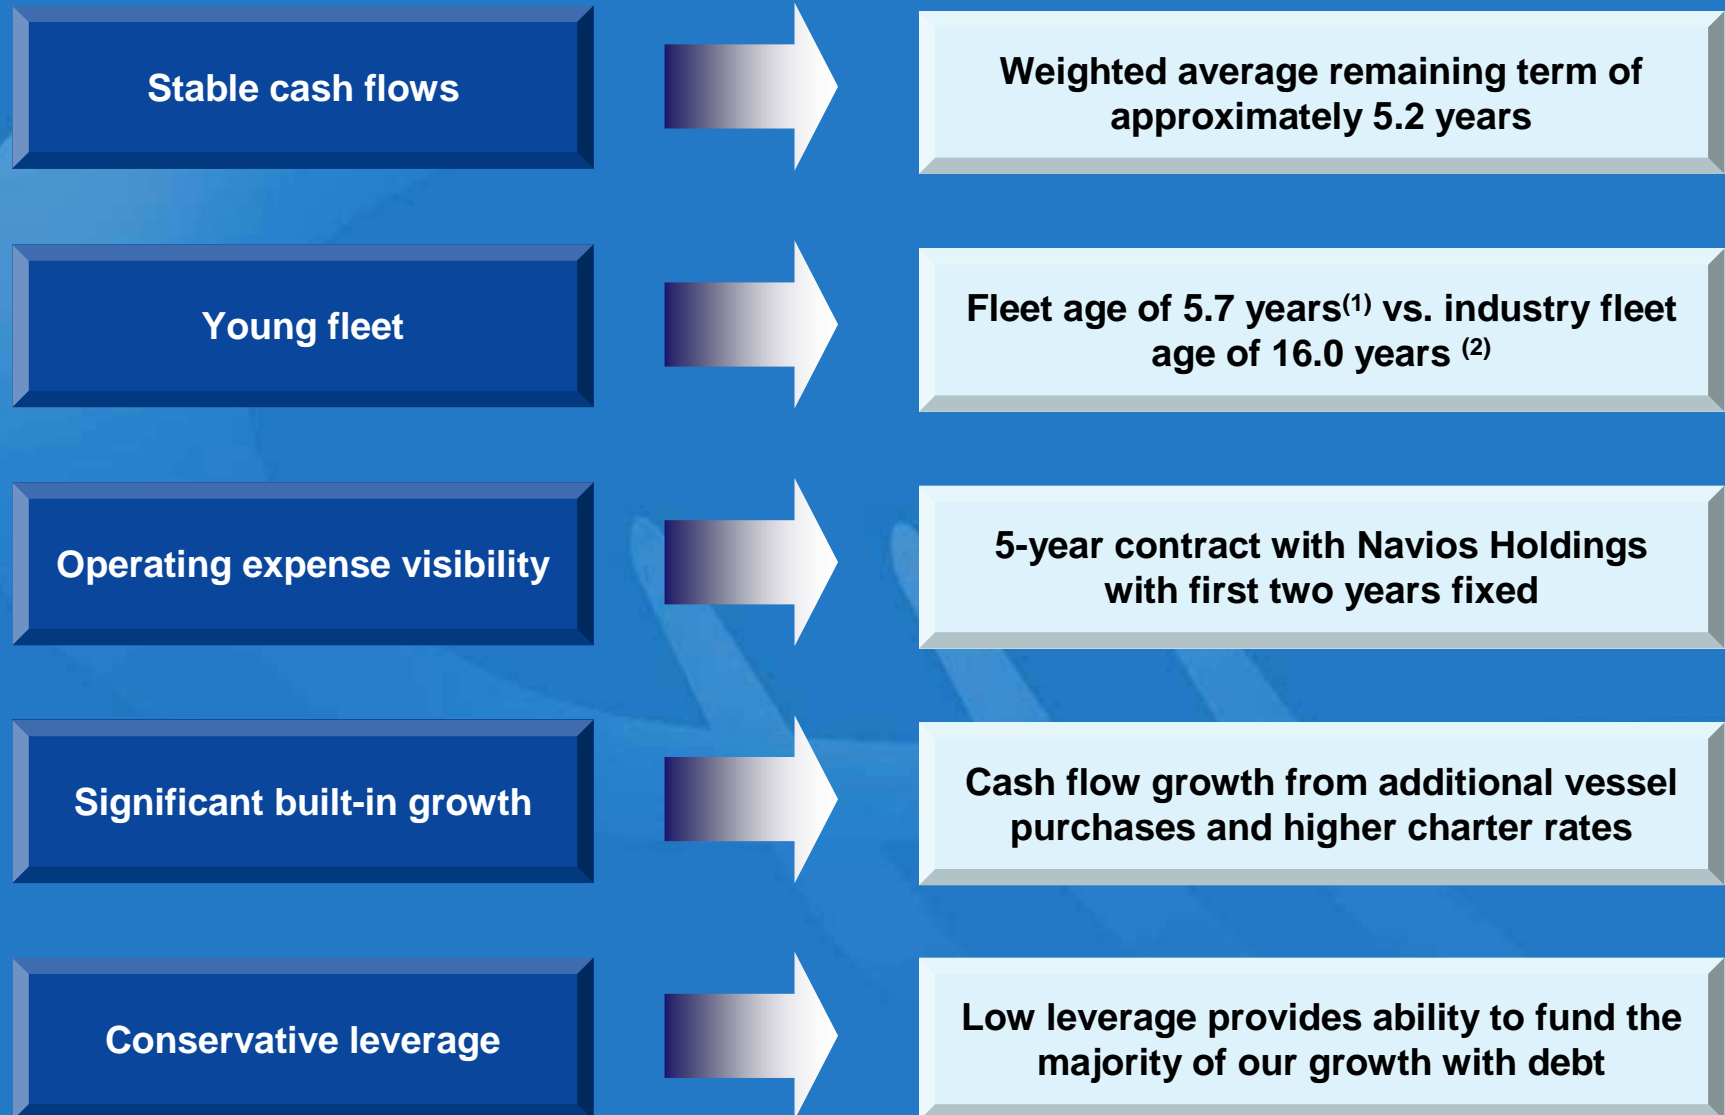 Stable cash flows
Weighted average remaining term of
approximately 5.2 years
Young fleet
Fleet age of 5.7 years(1) vs. industry fleet
age of 16.0 years (2)
Operating expense visibility
5-year contract with Navios Holdings
with first two years fixed
Significant built-in growth
Cash flow growth from additional vessel
purchases and higher charter rates
Conservative leverage
Low leverage provides ability to fund the
majority of our growth with debt